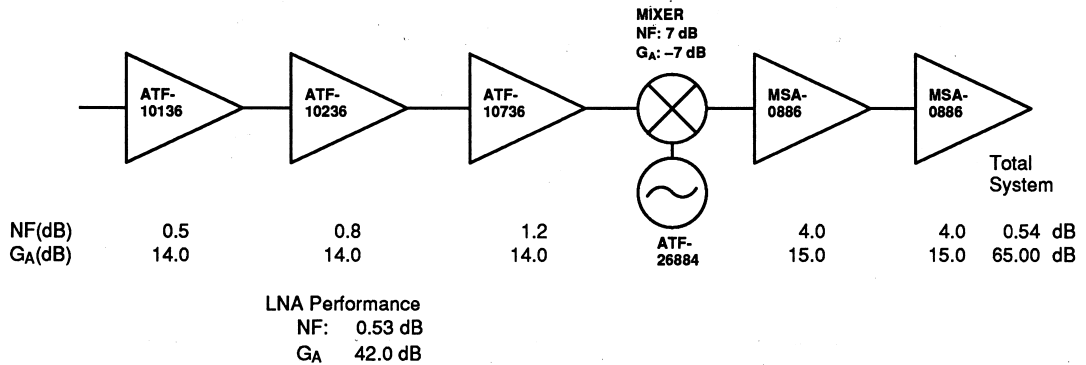 MIXER
NF: 7 dB
GA: –7 dB
ATF-
10136
ATF-
10236
ATF-
10736
MSA-
0886
MSA-
0886
Total
System
NF(dB) 0.5 0.8 1.2 4.0 4.0 0.54 dB
GA(dB) 14.0 14.0 14.0 15.0 15.0 65.00 dB
ATF-
26884
LNA Performance
NF: 0.53 dB
GA 42.0 dB